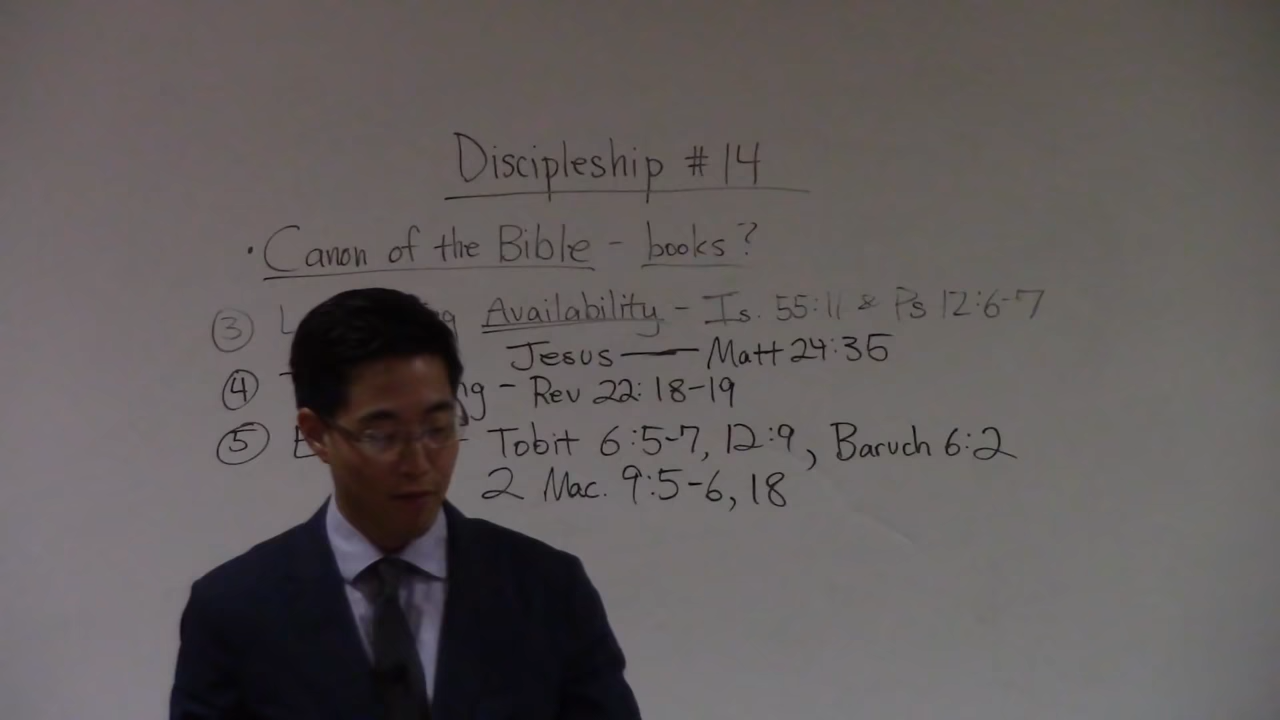 Discipleship #14
· Canon of the Bible - books?
③ Availability - Is. 55:11 & Ps 12:6-7
Jesus — Matt 24:35
④ - Rev 22:18-19
⑤ - Tobit 6:5-7, 12:9, Baruch 6:2
2 Mac. 9:5-6, 18